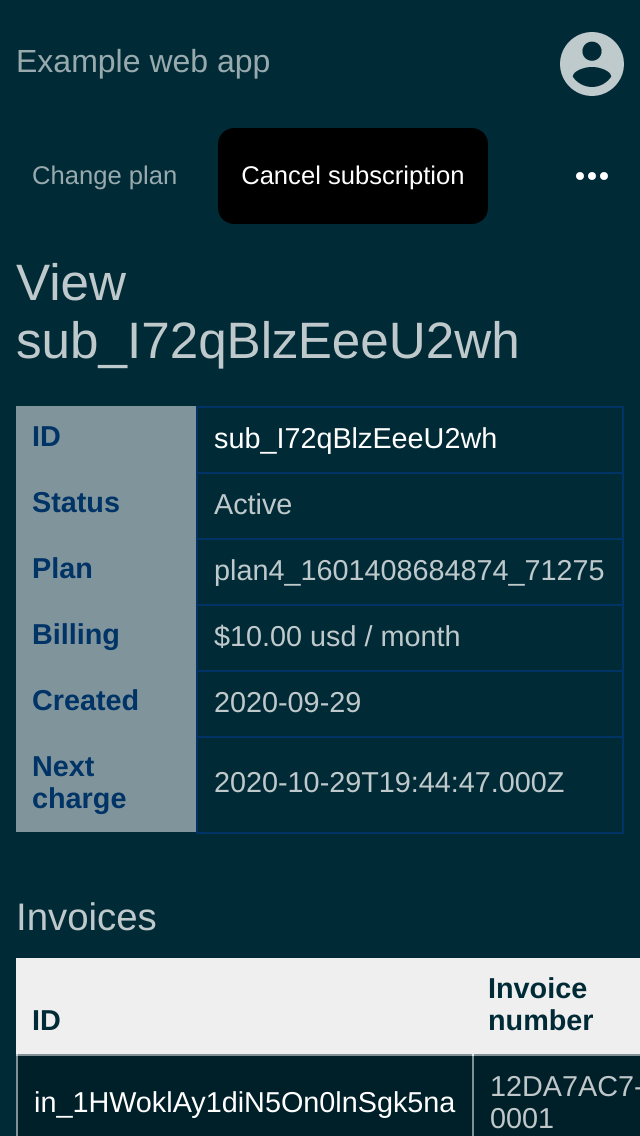 Example web app
Change plan Cancel subscription
View
sub_I72qBlzEeeU2wh
ID sub_I72qBlzEeeU2wh
Status Active
Plan plan4_1601408684874_71275
Billing $10.00 usd / month
Created 2020-09-29
Next
charge 2020-10-29T19:44:47.000Z
Invoices
ID Invoice
number
in_1HWoklAy1diN5On0lnSgk5na 12DA7AC7-
0001